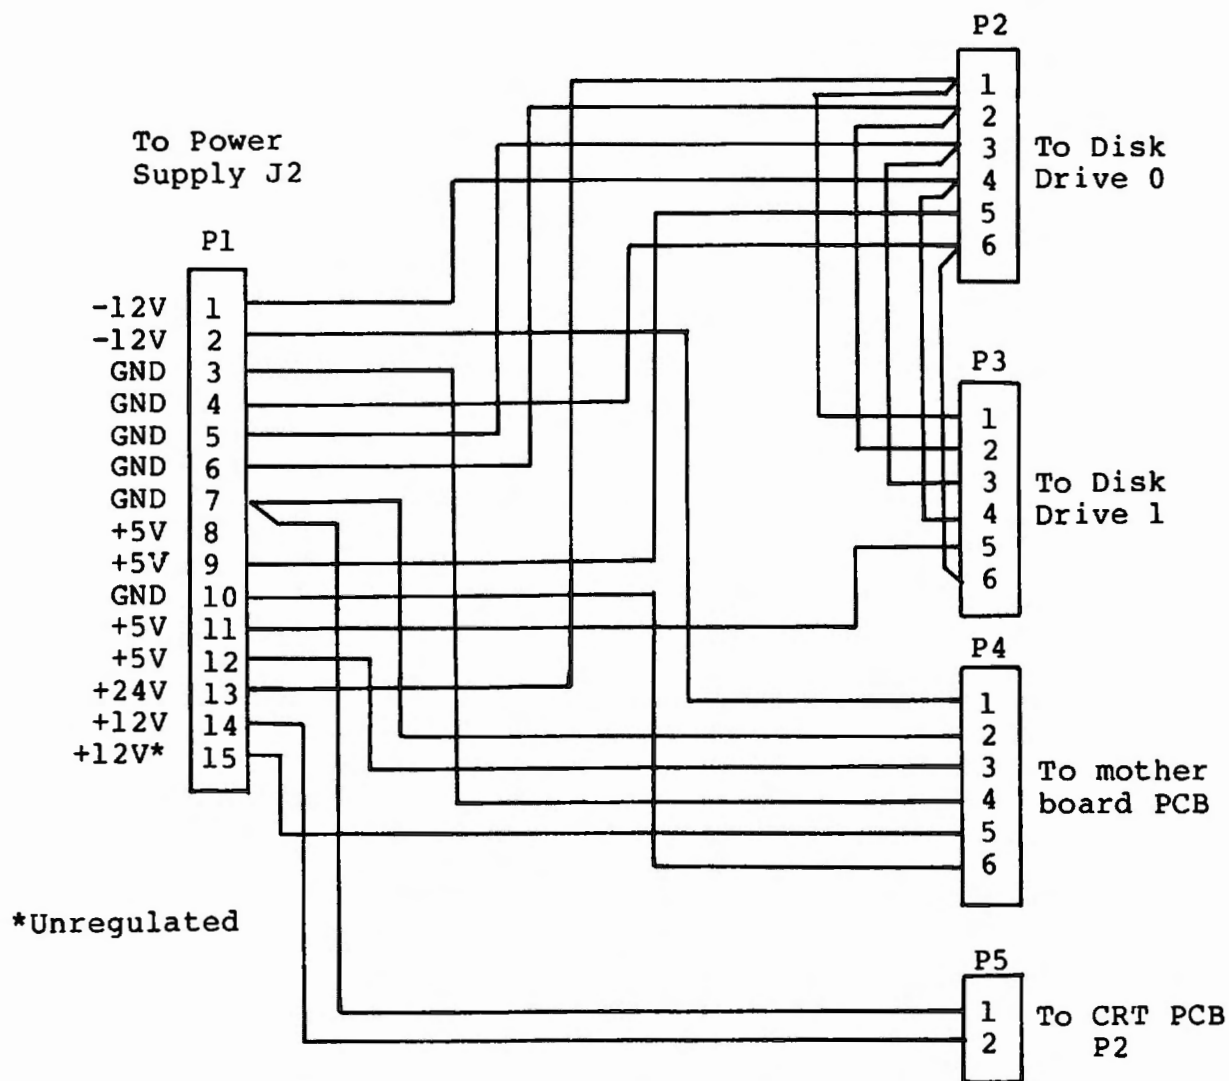 P2
1
2
3
4
5
6
To Disk
Drive 0
To Power
Supply J2
P1
-12V 1
-12V 2
GND 3
GND 4
GND 5
GND 6
GND 7
+5V 8
+5V 9
GND 10
+5V 11
+5V 12
+24V 13
+12V 14
+12V* 15
*Unregulated
P3
1
2
3
4
5
6
To Disk
Drive 1
P4
1
2
3
4
5
6
To mother
board PCB
P5
1
2
To CRT PCB
P2